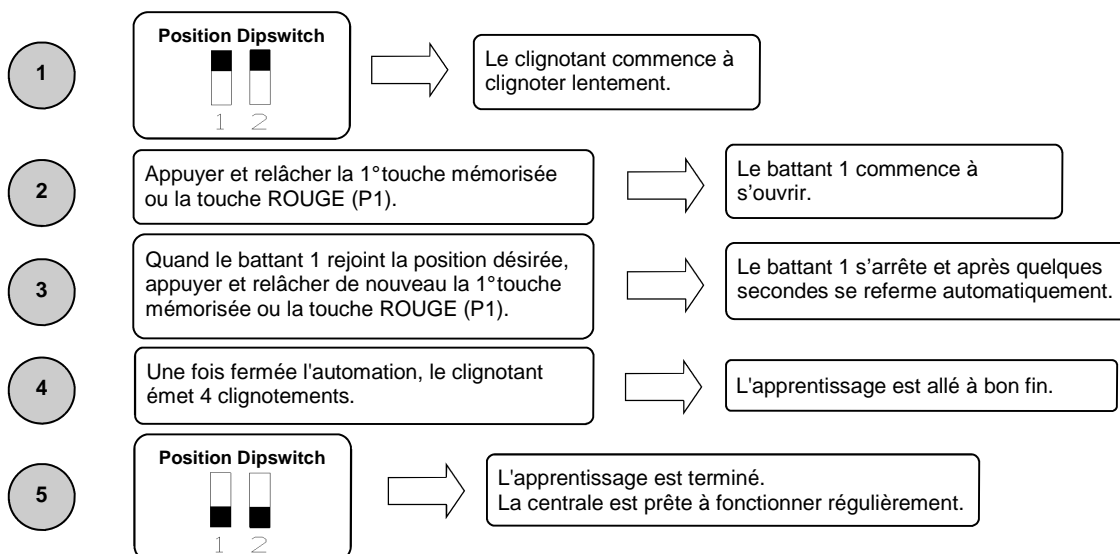 1
Position Dipswitch
1 2
Le clignotant commence à
clignoter lentement.
2
Appuyer et relâcher la 1°touche mémorisée
ou la touche ROUGE (P1).
Le battant 1 commence à
s’ouvrir.
3
Quand le battant 1 rejoint la position désirée,
appuyer et relâcher de nouveau la 1°touche
mémorisée ou la touche ROUGE (P1).
Le battant 1 s’arrête et après quelques
secondes se referme automatiquement.
4
Une fois fermée l'automation, le clignotant
émet 4 clignotements.
L'apprentissage est allé à bon fin.
5
Position Dipswitch
1 2
L'apprentissage est terminé.
La centrale est prête à fonctionner régulièrement.